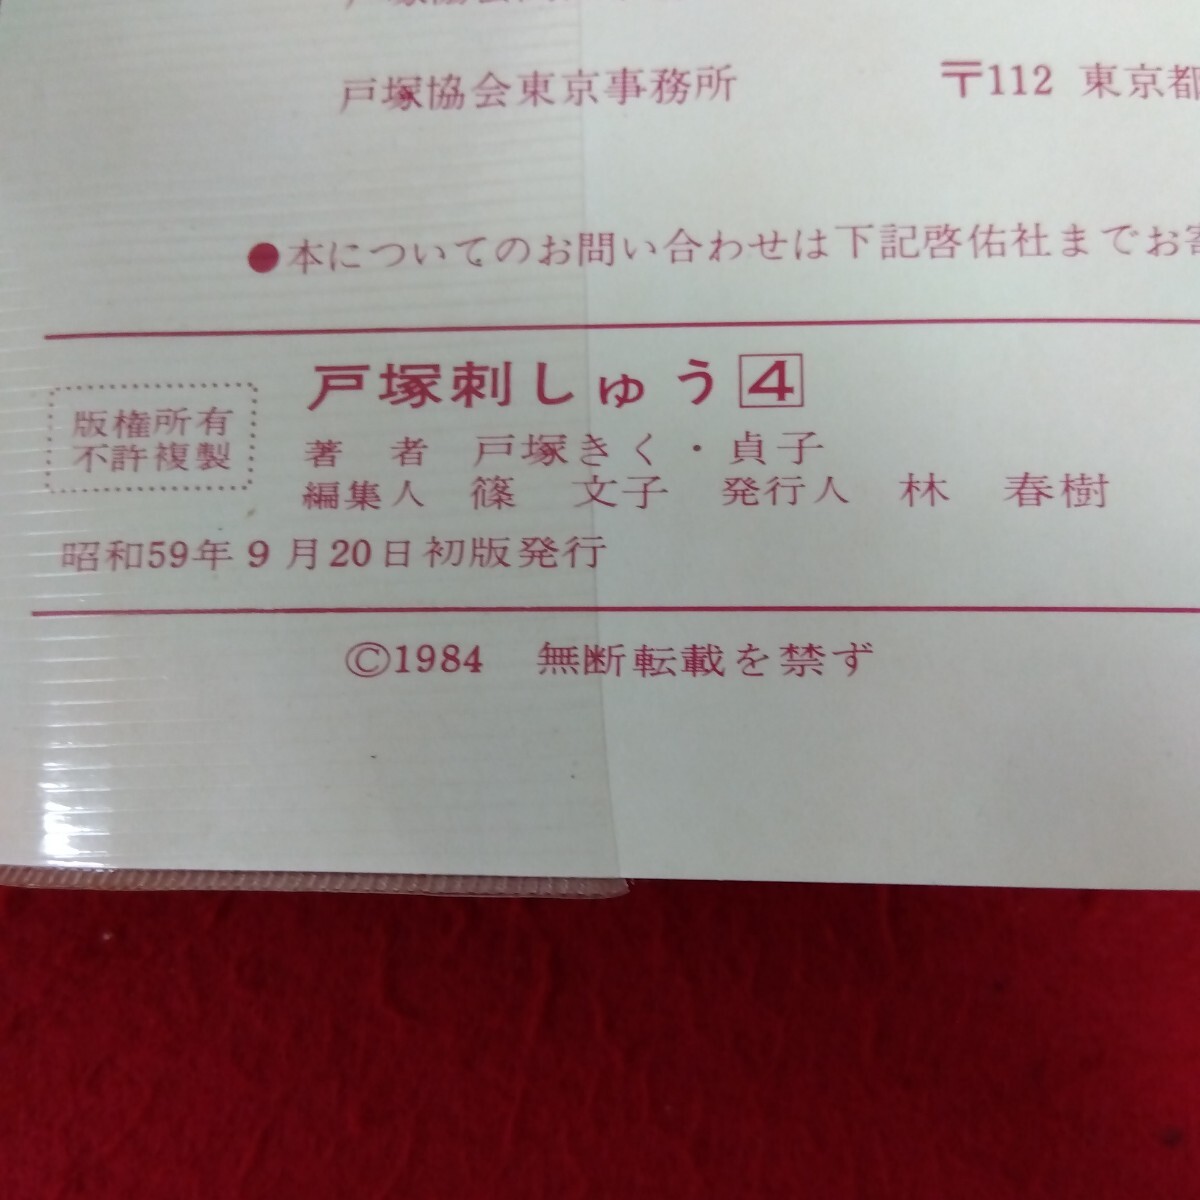 戸塚協会東京事務所 〒112 東京都
●本についてのお問い合わせは下記啓佑社までお寄
戸塚刺しゅう 4
版権所有
不許複製
著者 戸塚きく・貞子
編集人 篠 文子 発行人 林 春樹
昭和59年9月20日初版発行
©1984 無断転載を禁ず